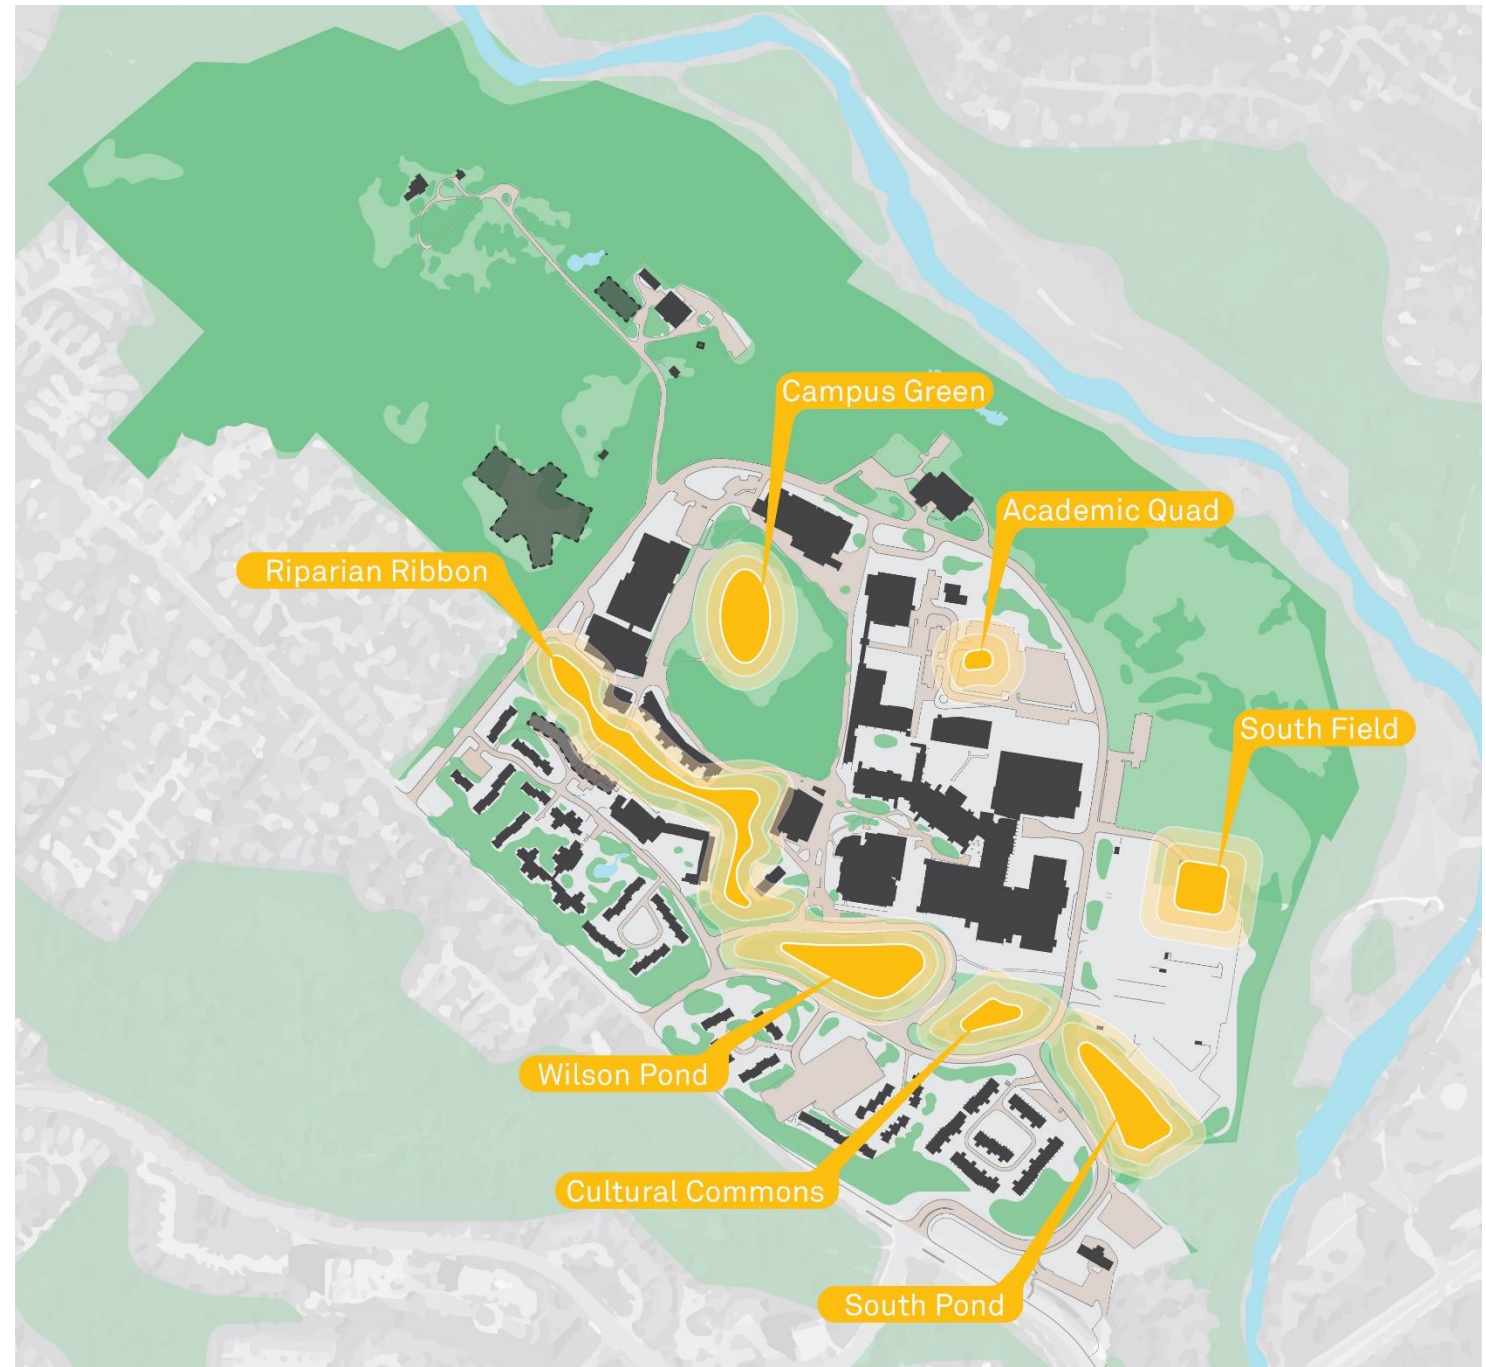 Campus Green
Academic Quad
Riparian Ribbon
South Field
Wilson Pond
Cultural Commons
South Pond